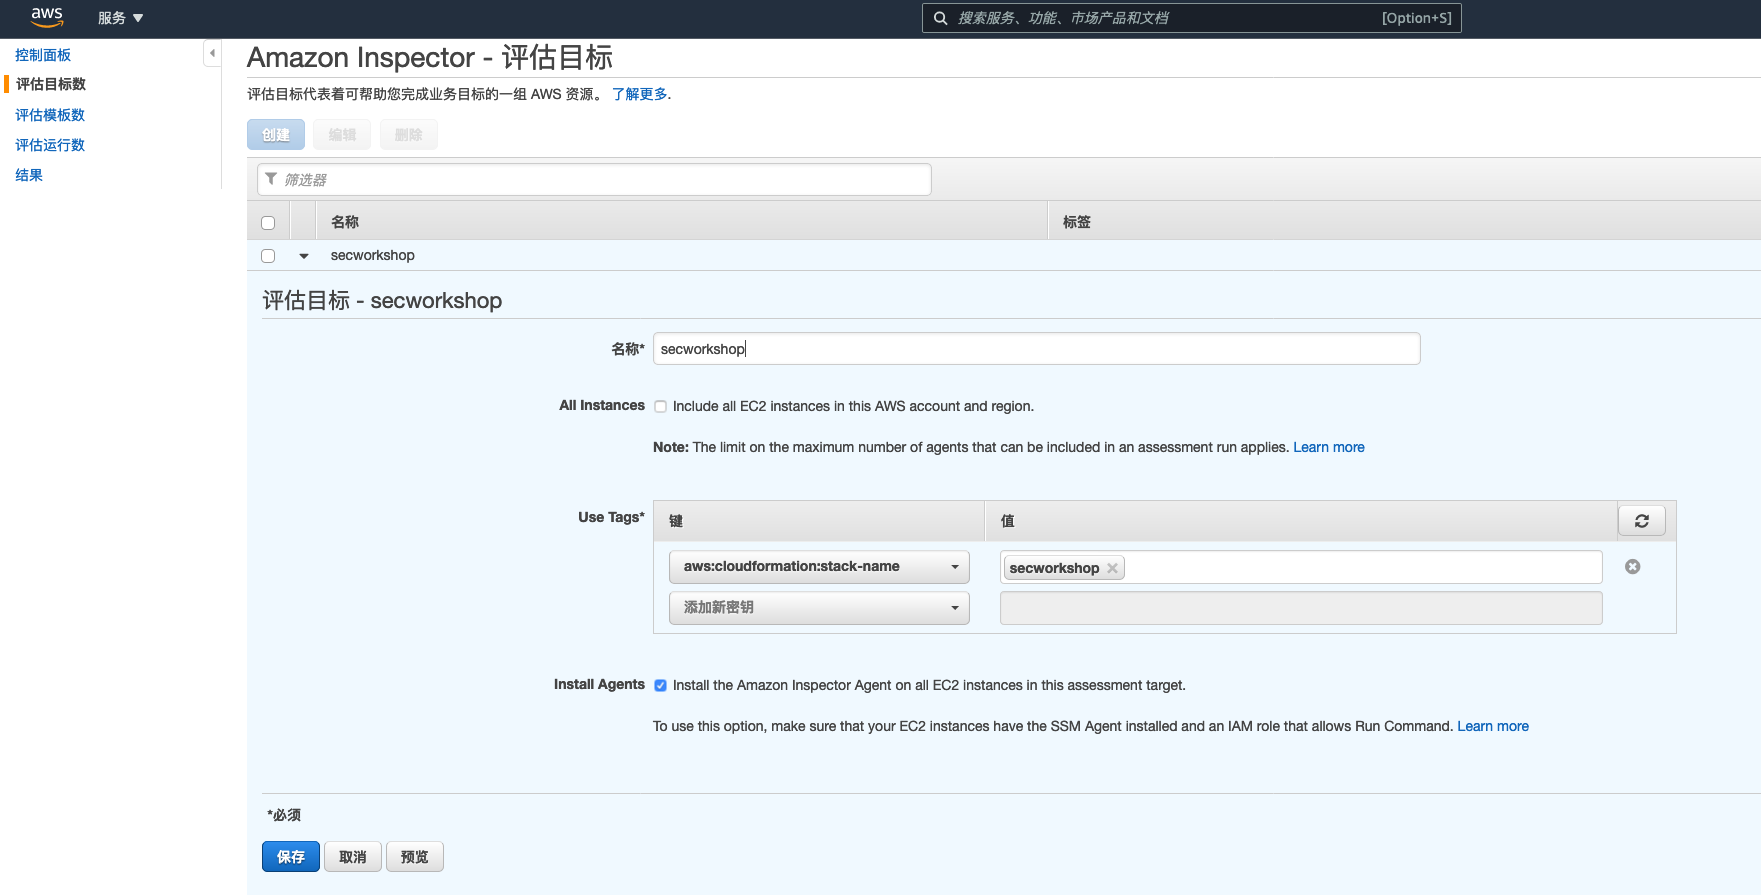 aws 服务 搜索服务、功能、市场产品和文档 [Option+S]
控制面板
评估目标数
评估模板数
评估运行数
结果
Amazon Inspector - 评估目标
评估目标代表着可帮助您完成业务目标的一组 AWS 资源。 了解更多.
创建 编辑 删除
筛选器
名称 标签
secworkshop
评估目标 - secworkshop
名称* secworkshop
All Instances Include all EC2 instances in this AWS account and region.
Note: The limit on the maximum number of agents that can be included in an assessment run applies. Learn more
Use Tags* 键 值
aws:cloudformation:stack-name secworkshop
添加新密钥
Install Agents Install the Amazon Inspector Agent on all EC2 instances in this assessment target.
To use this option, make sure that your EC2 instances have the SSM Agent installed and an IAM role that allows Run Command. Learn more
*必须
保存 取消 预览